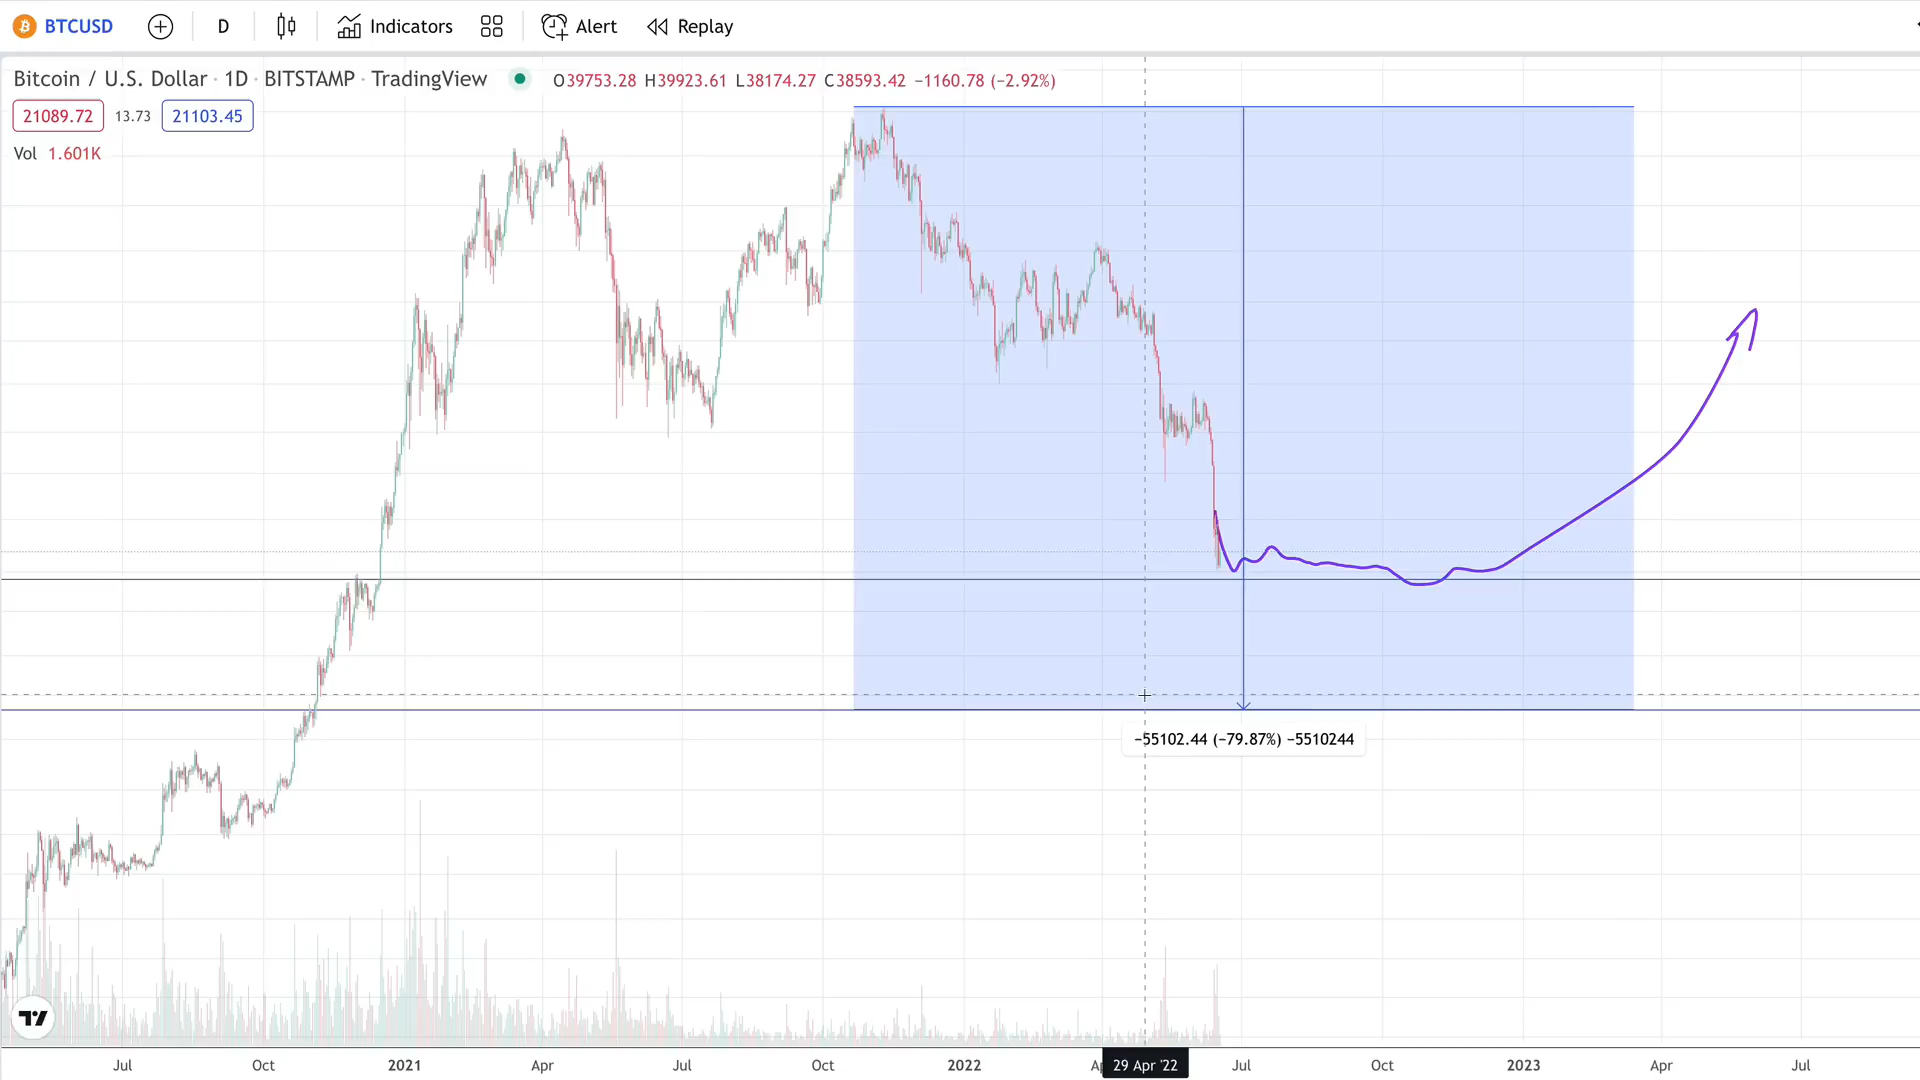 BTCUSD D Indicators Alert Replay
Bitcoin / U.S. Dollar · 1D · BITSTAMP · TradingView O39753.28 H39923.61 L38174.27 C38593.42 −1160.78 (−2.92%)
21089.72 13.73 21103.45
Vol 1.601K
−55102.44 (−79.87%) −5510244
Jul Oct 2021 Apr Jul Oct 2022 Ap 29 Apr '22 Jul Oct 2023 Apr Jul